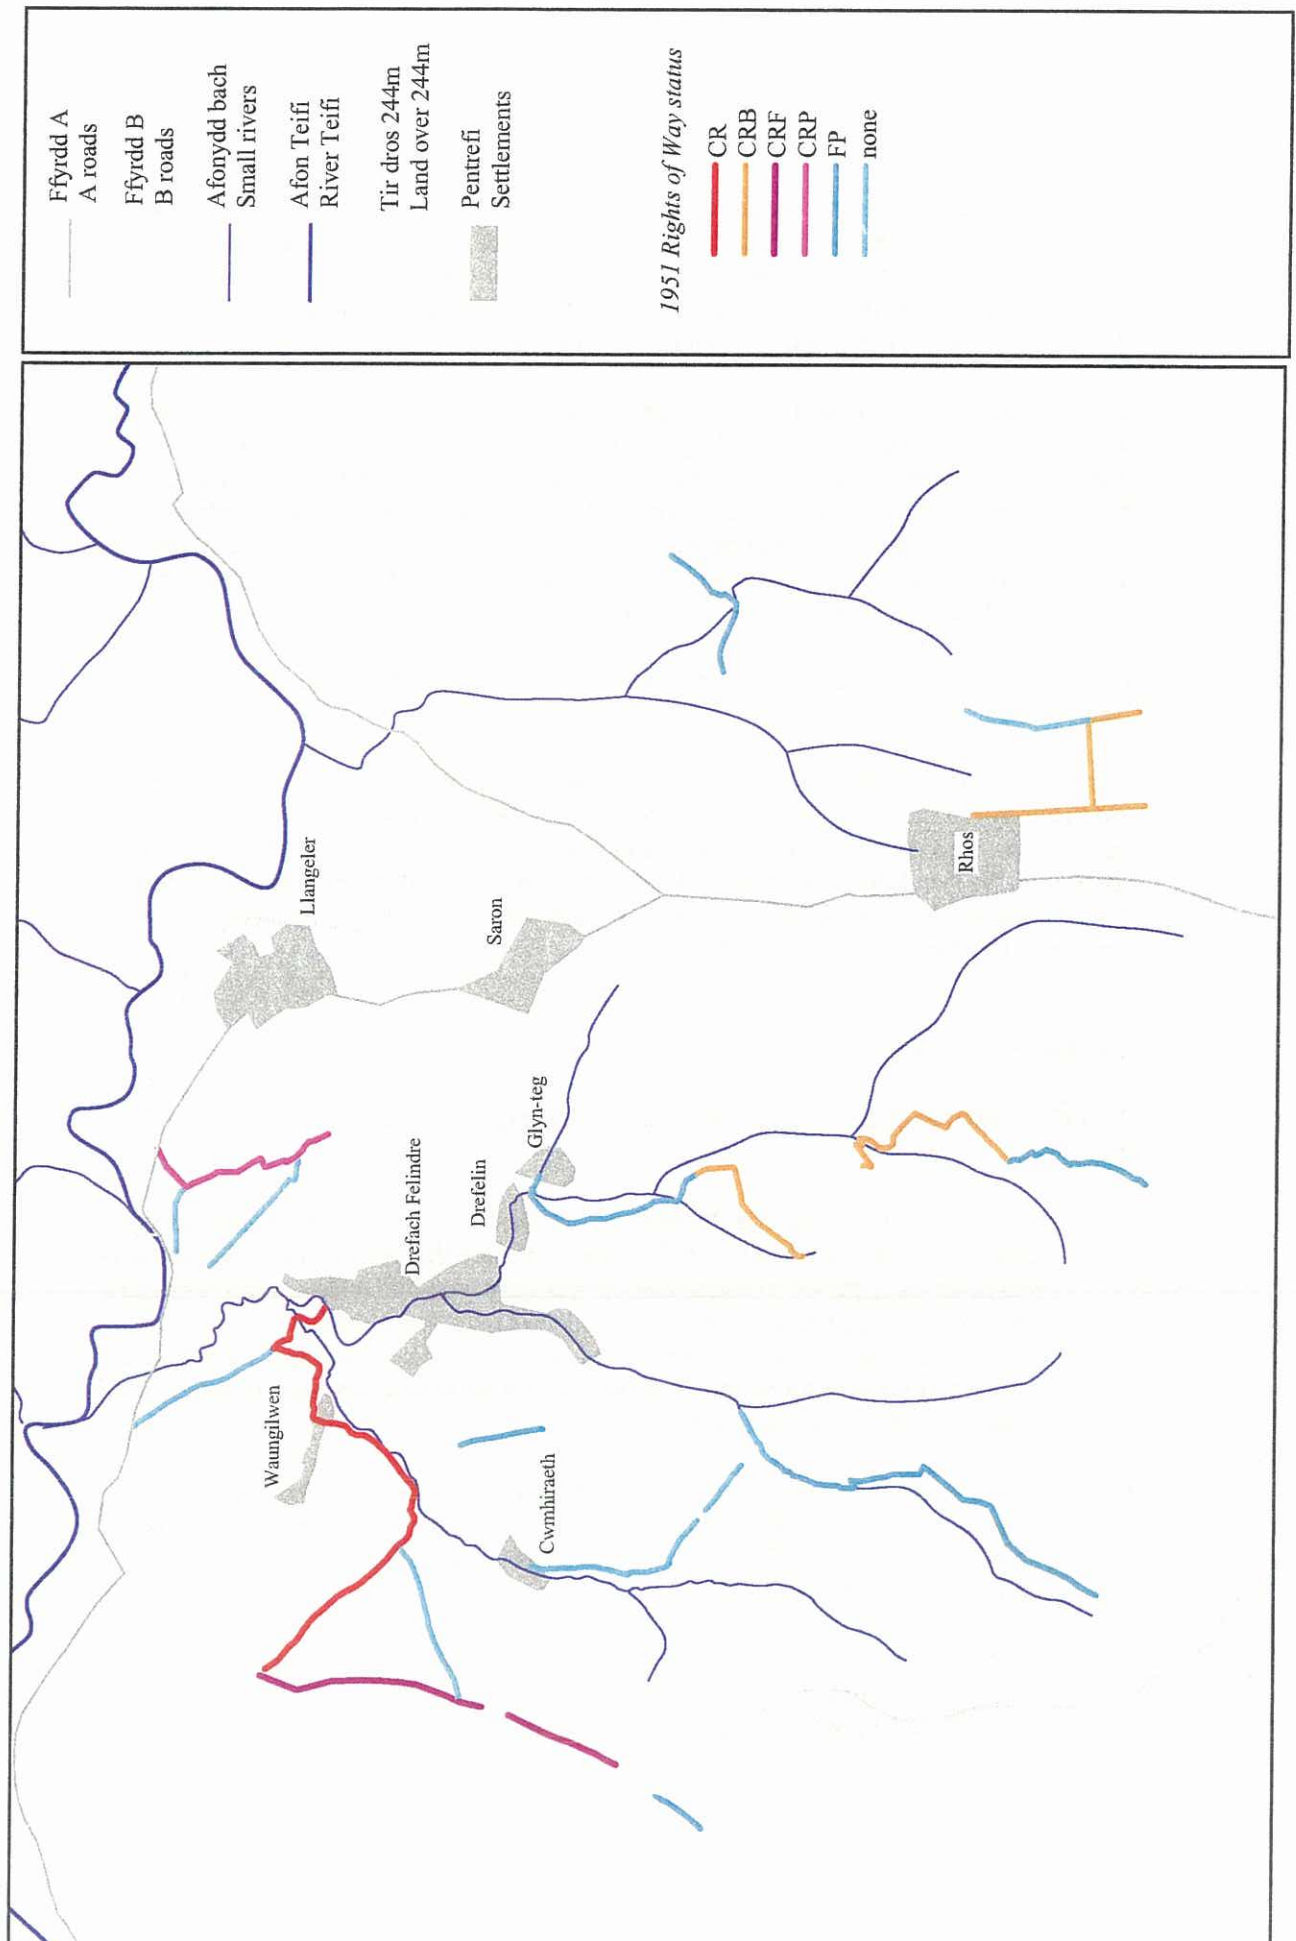 Ffyrdd A
A roads
Ffyrdd B
B roads
Afonydd bach
Small rivers
Afon Teifi
River Teifi
Tir dros 244m
Land over 244m
Pentrefi
Settlements
1951 Rights of Way status
CR
CRB
CRF
CRP
FP
none
Llangeler
Saron
Rhos
Glyn-teg
Drefelin
Drefach Felindre
Waungilwen
Cwmhiraeth